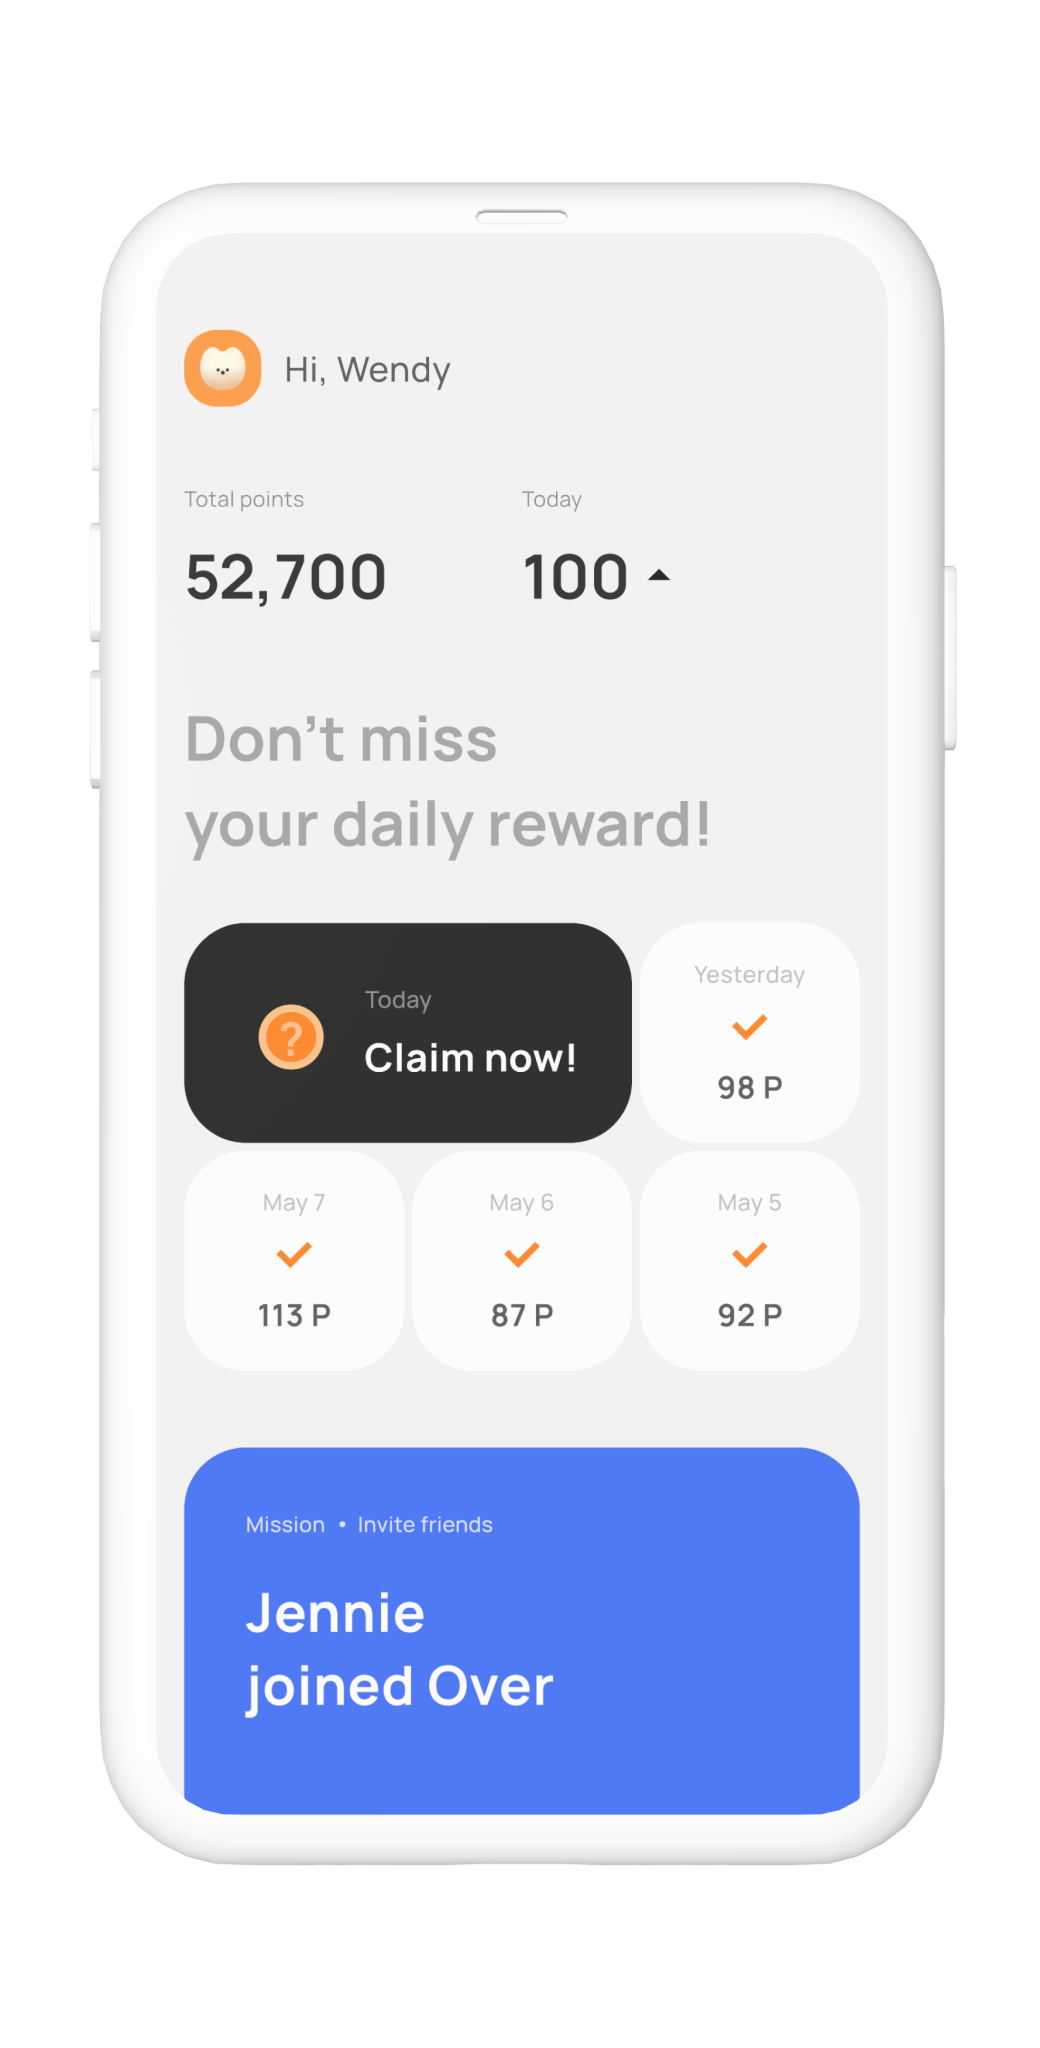 Hi, Wendy
Total points
Today
52,700
100
Don’t miss
your daily reward!
?
Today
Claim now!
Yesterday
98 P
May 7
113 P
May 6
87 P
May 5
92 P
Mission • Invite friends
Jennie
joined Over